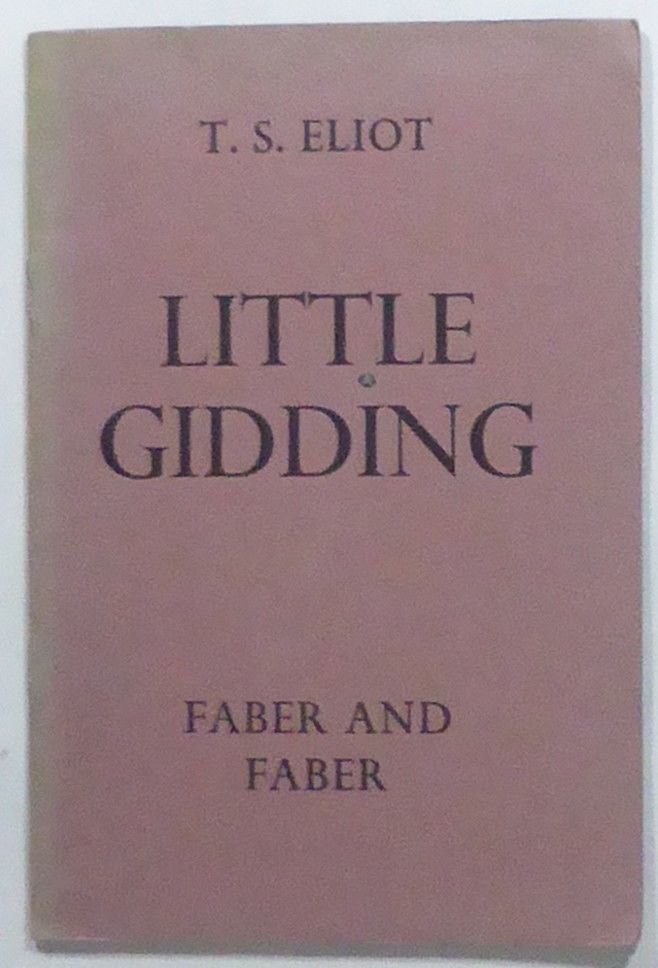 T. S. ELIOT
LITTLE
GIDDING
FABER AND
FABER